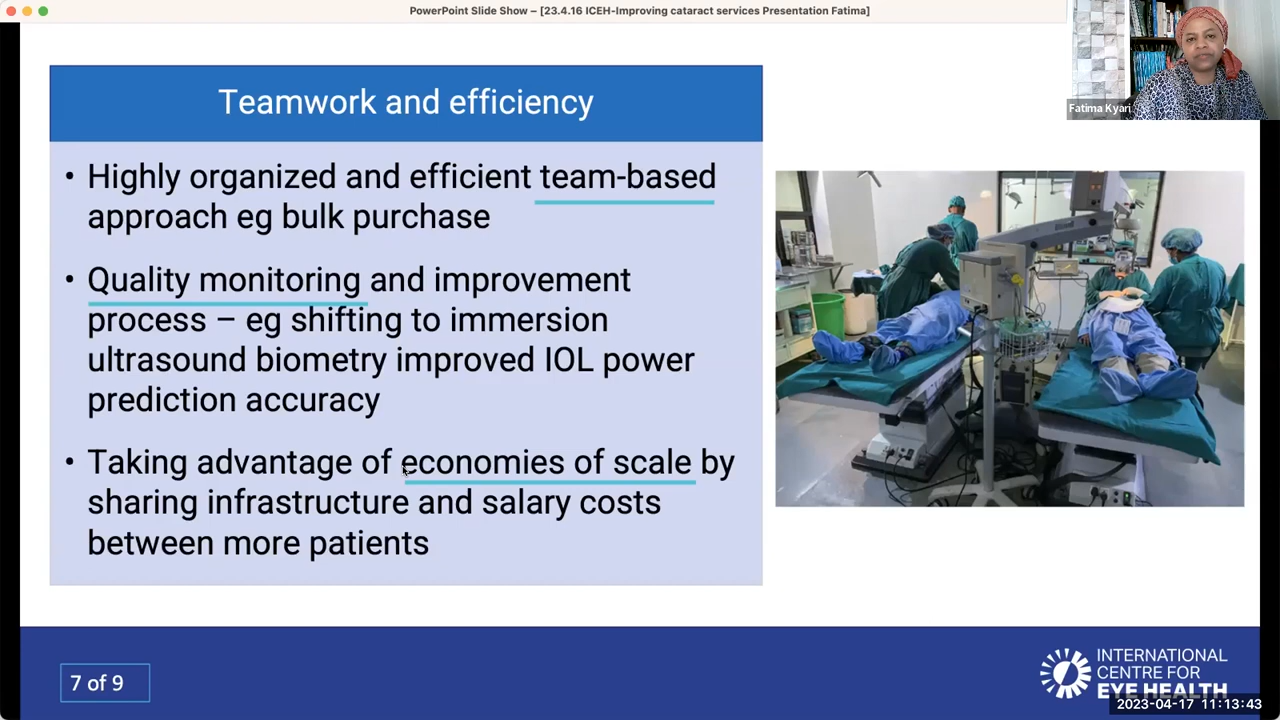 PowerPoint Slide Show – [23.4.16 ICEH-Improving cataract services Presentation Fatima]
Fatima Kyari
Teamwork and efficiency
• Highly organized and efficient team-based
approach eg bulk purchase
• Quality monitoring and improvement
process – eg shifting to immersion
ultrasound biometry improved IOL power
prediction accuracy
• Taking advantage of economies of scale by
sharing infrastructure and salary costs
between more patients
7 of 9
INTERNATIONAL
CENTRE FOR
EYE HEALTH
2023-04-17 11:13:43